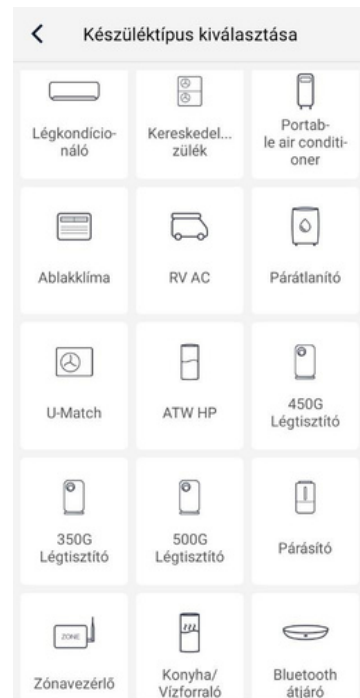 Készüléktípus kiválasztása
Légkondício-
náló
Kereskedel...
zülék
Portab-
le air conditi-
oner
Ablakklíma
RV AC
Párátlanító
U-Match
ATW HP
450G
Légtisztító
350G
Légtisztító
500G
Légtisztító
Párásító
ZONE
Zónavezérlő
Konyha/
Vízforraló
Bluetooth
átjáró